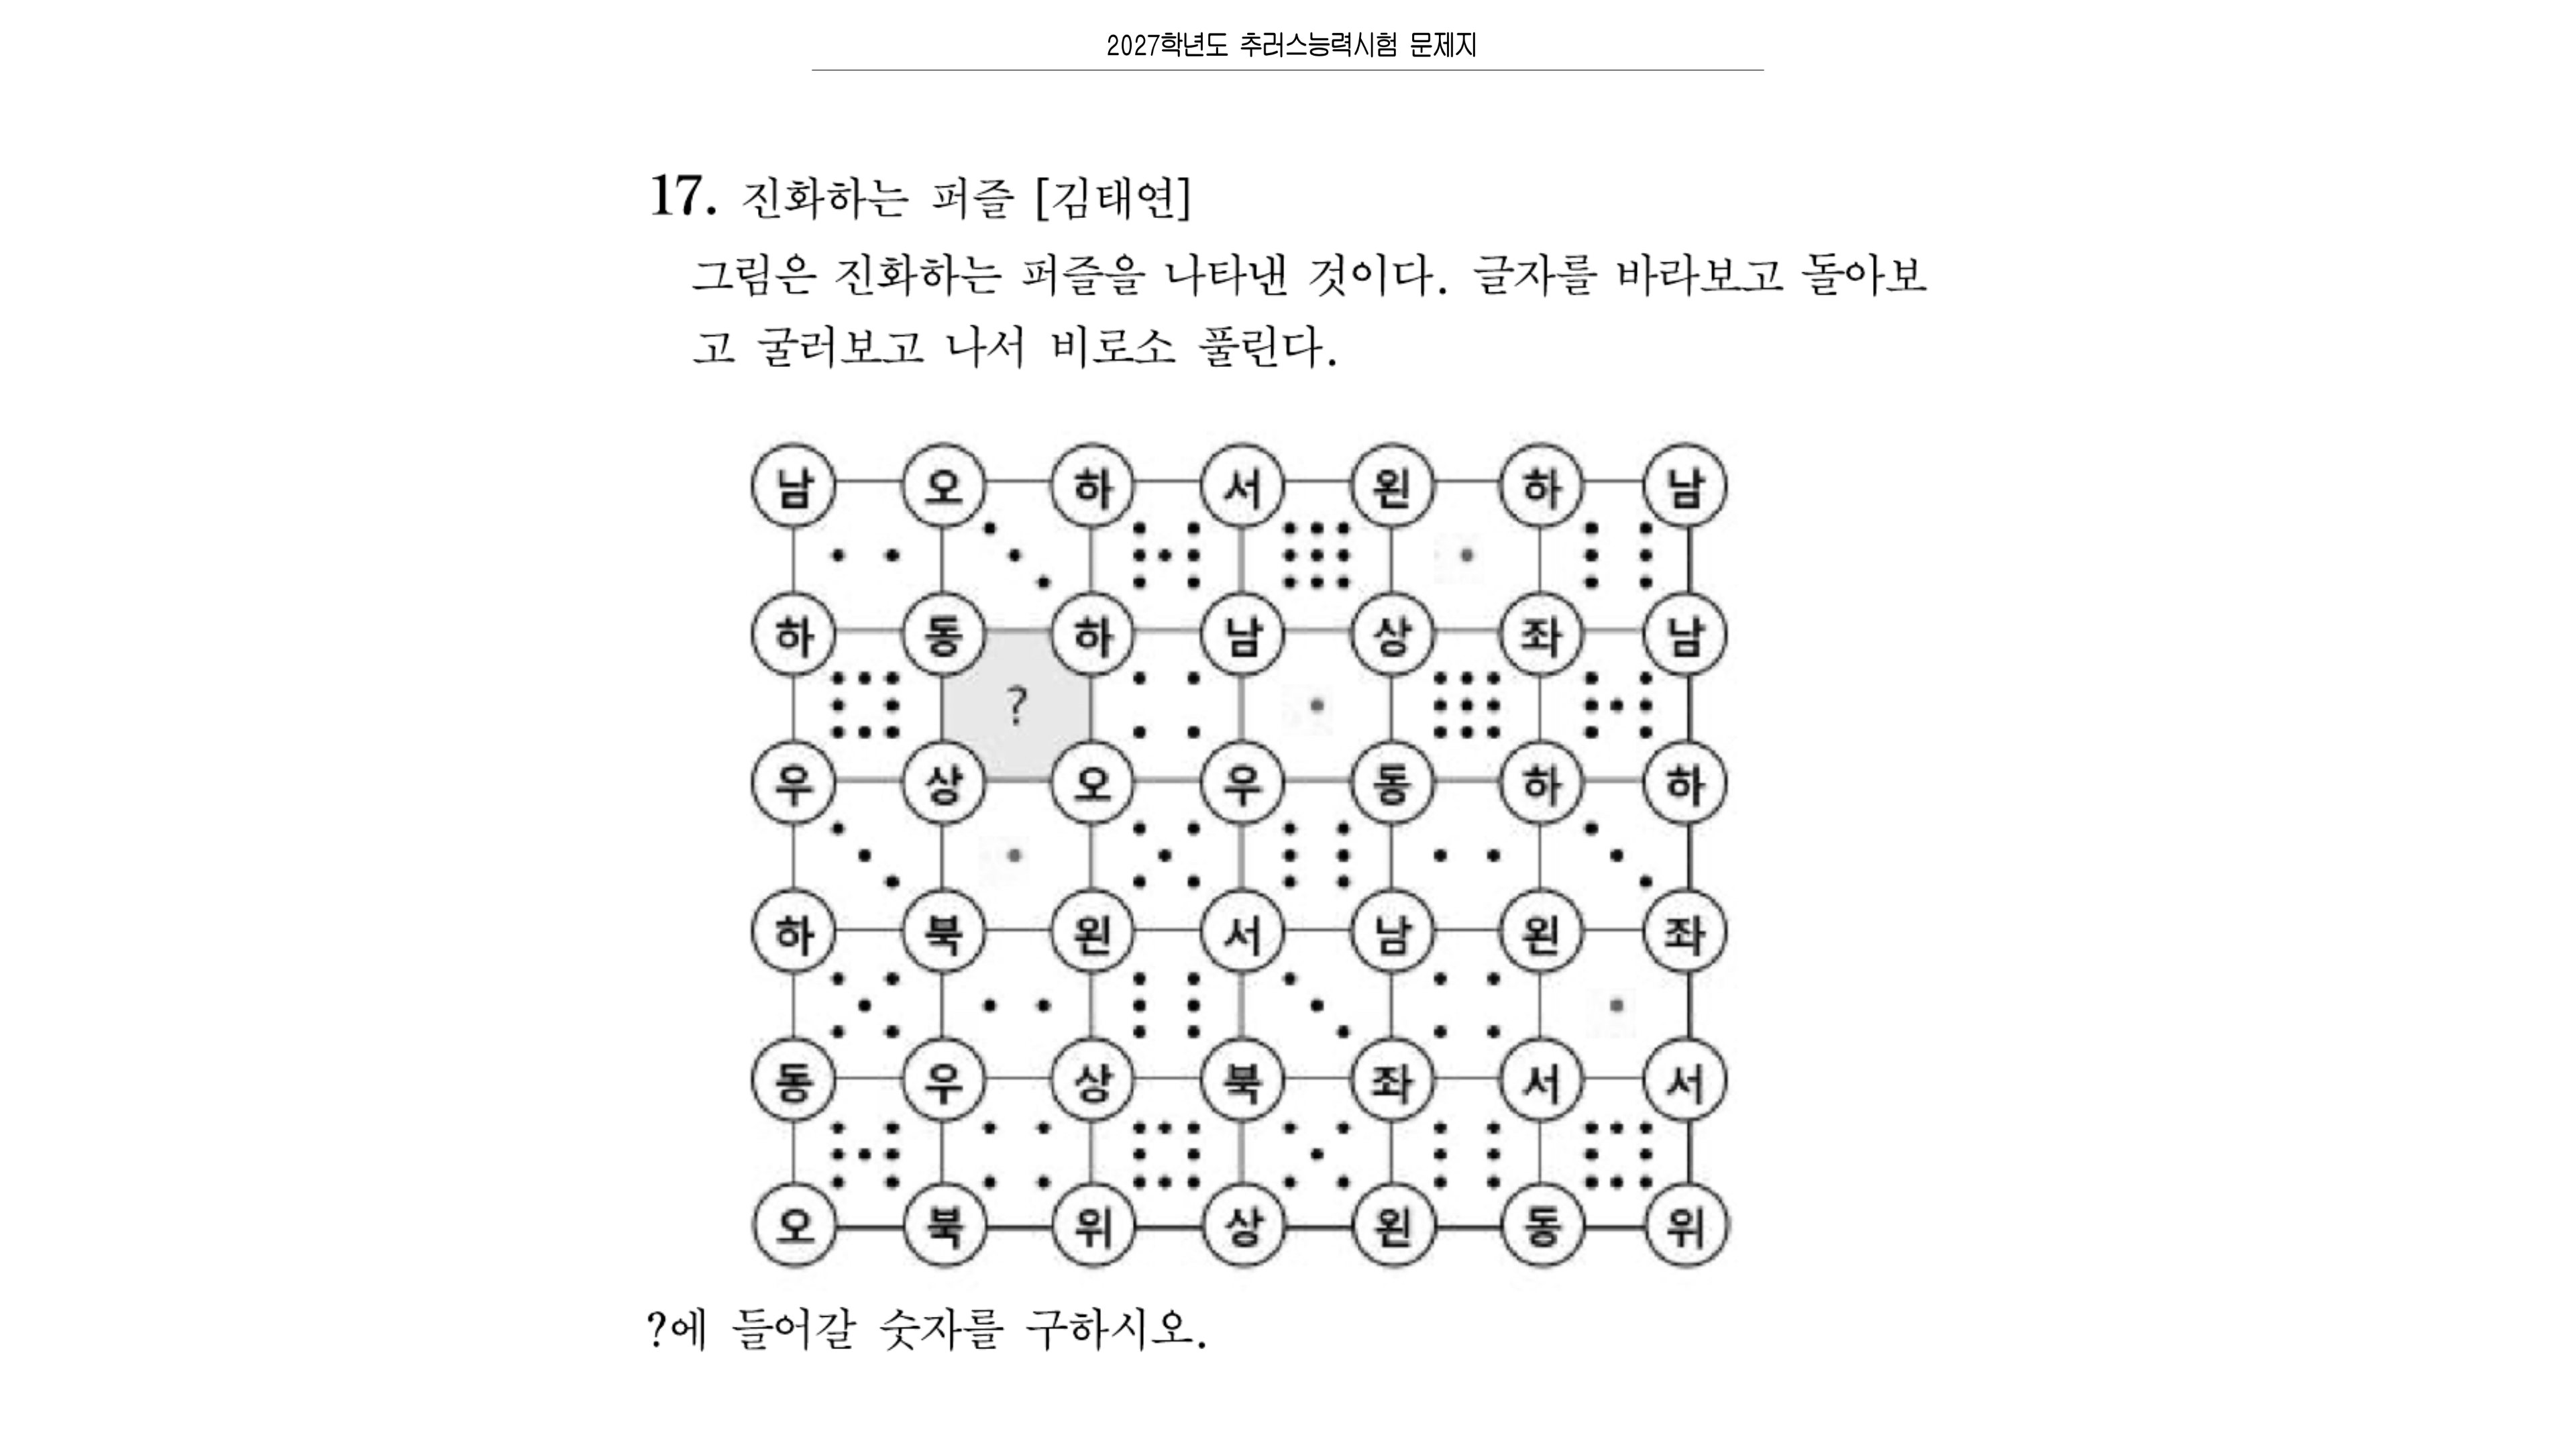 2027학년도 추러스능력시험 문제지
17. 진화하는 퍼즐 [김태연]
그림은 진화하는 퍼즐을 나타낸 것이다. 글자를 바라보고 돌아보
고 굴러보고 나서 비로소 풀린다.
남 오 하 서 왼 하 남
하 동 하 남 상 좌 남
?
우 상 오 우 동 하 하
하 북 왼 서 남 왼 좌
동 우 상 북 좌 서 서
오 북 위 상 왼 동 위
?에 들어갈 숫자를 구하시오.